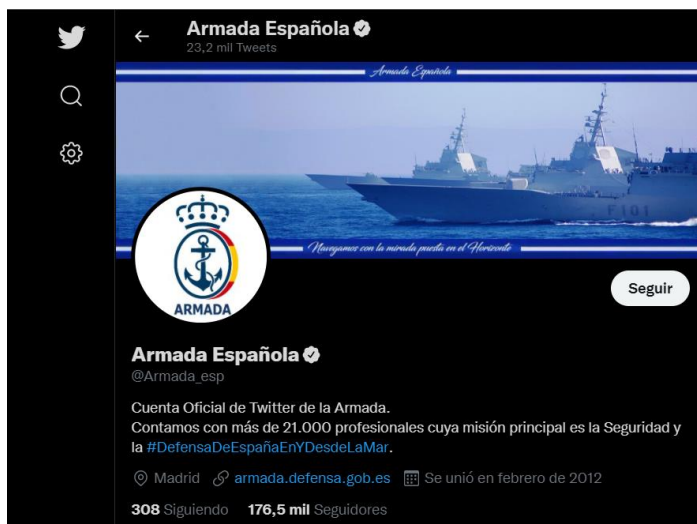 Armada Española
23,2 mil Tweets
Armada Española
F101
Navegamos con la mirada puesta en el Horizonte
ARMADA
Seguir
Armada Española
@Armada_esp
Cuenta Oficial de Twitter de la Armada.
Contamos con más de 21.000 profesionales cuya misión principal es la Seguridad y
la #DefensaDeEspañaEnYDesdeLaMar.
Madrid armada.defensa.gob.es Se unió en febrero de 2012
308 Siguiendo 176,5 mil Seguidores